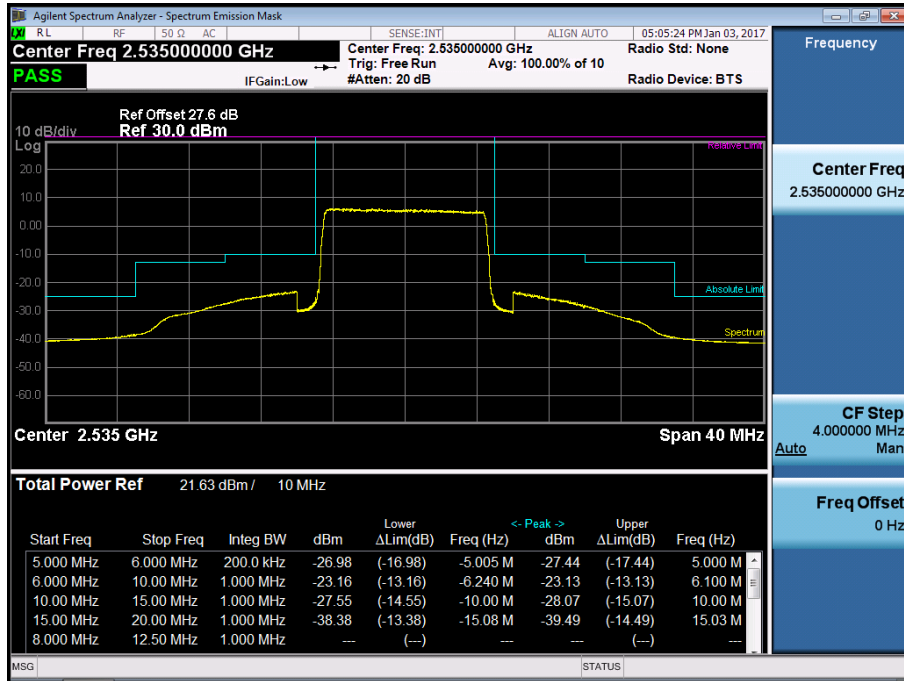 Agilent Spectrum Analyzer - Spectrum Emission Mask
LXI RL RF 50 Ω AC SENSE:INT ALIGN AUTO 05:05:24 PM Jan 03, 2017
Center Freq 2.535000000 GHz
Center Freq: 2.535000000 GHz Radio Std: None
Trig: Free Run Avg: 100.00% of 10
PASS IFGain:Low #Atten: 20 dB Radio Device: BTS
Frequency
Ref Offset 27.6 dB
10 dB/div Ref 30.0 dBm
Log
Relative Limit
20.0
10.0
0.00
-10.0
-20.0
Absolute Limit
-30.0
Spectrum
-40.0
-50.0
-60.0
Center 2.535 GHz Span 40 MHz
Center Freq
2.535000000 GHz
CF Step
4.000000 MHz
Auto Man
Freq Offset
0 Hz
Total Power Ref 21.63 dBm / 10 MHz
Lower <- Peak -> Upper
Start Freq Stop Freq Integ BW dBm ΔLim(dB) Freq (Hz) dBm ΔLim(dB) Freq (Hz)
5.000 MHz 6.000 MHz 200.0 kHz -26.98 (-16.98) -5.005 M -27.44 (-17.44) 5.000 M
6.000 MHz 10.00 MHz 1.000 MHz -23.16 (-13.16) -6.240 M -23.13 (-13.13) 6.100 M
10.00 MHz 15.00 MHz 1.000 MHz -27.55 (-14.55) -10.00 M -28.07 (-15.07) 10.00 M
15.00 MHz 20.00 MHz 1.000 MHz -38.38 (-13.38) -15.08 M -39.49 (-14.49) 15.03 M
8.000 MHz 12.50 MHz 1.000 MHz --- (---) --- --- (---) ---
MSG STATUS